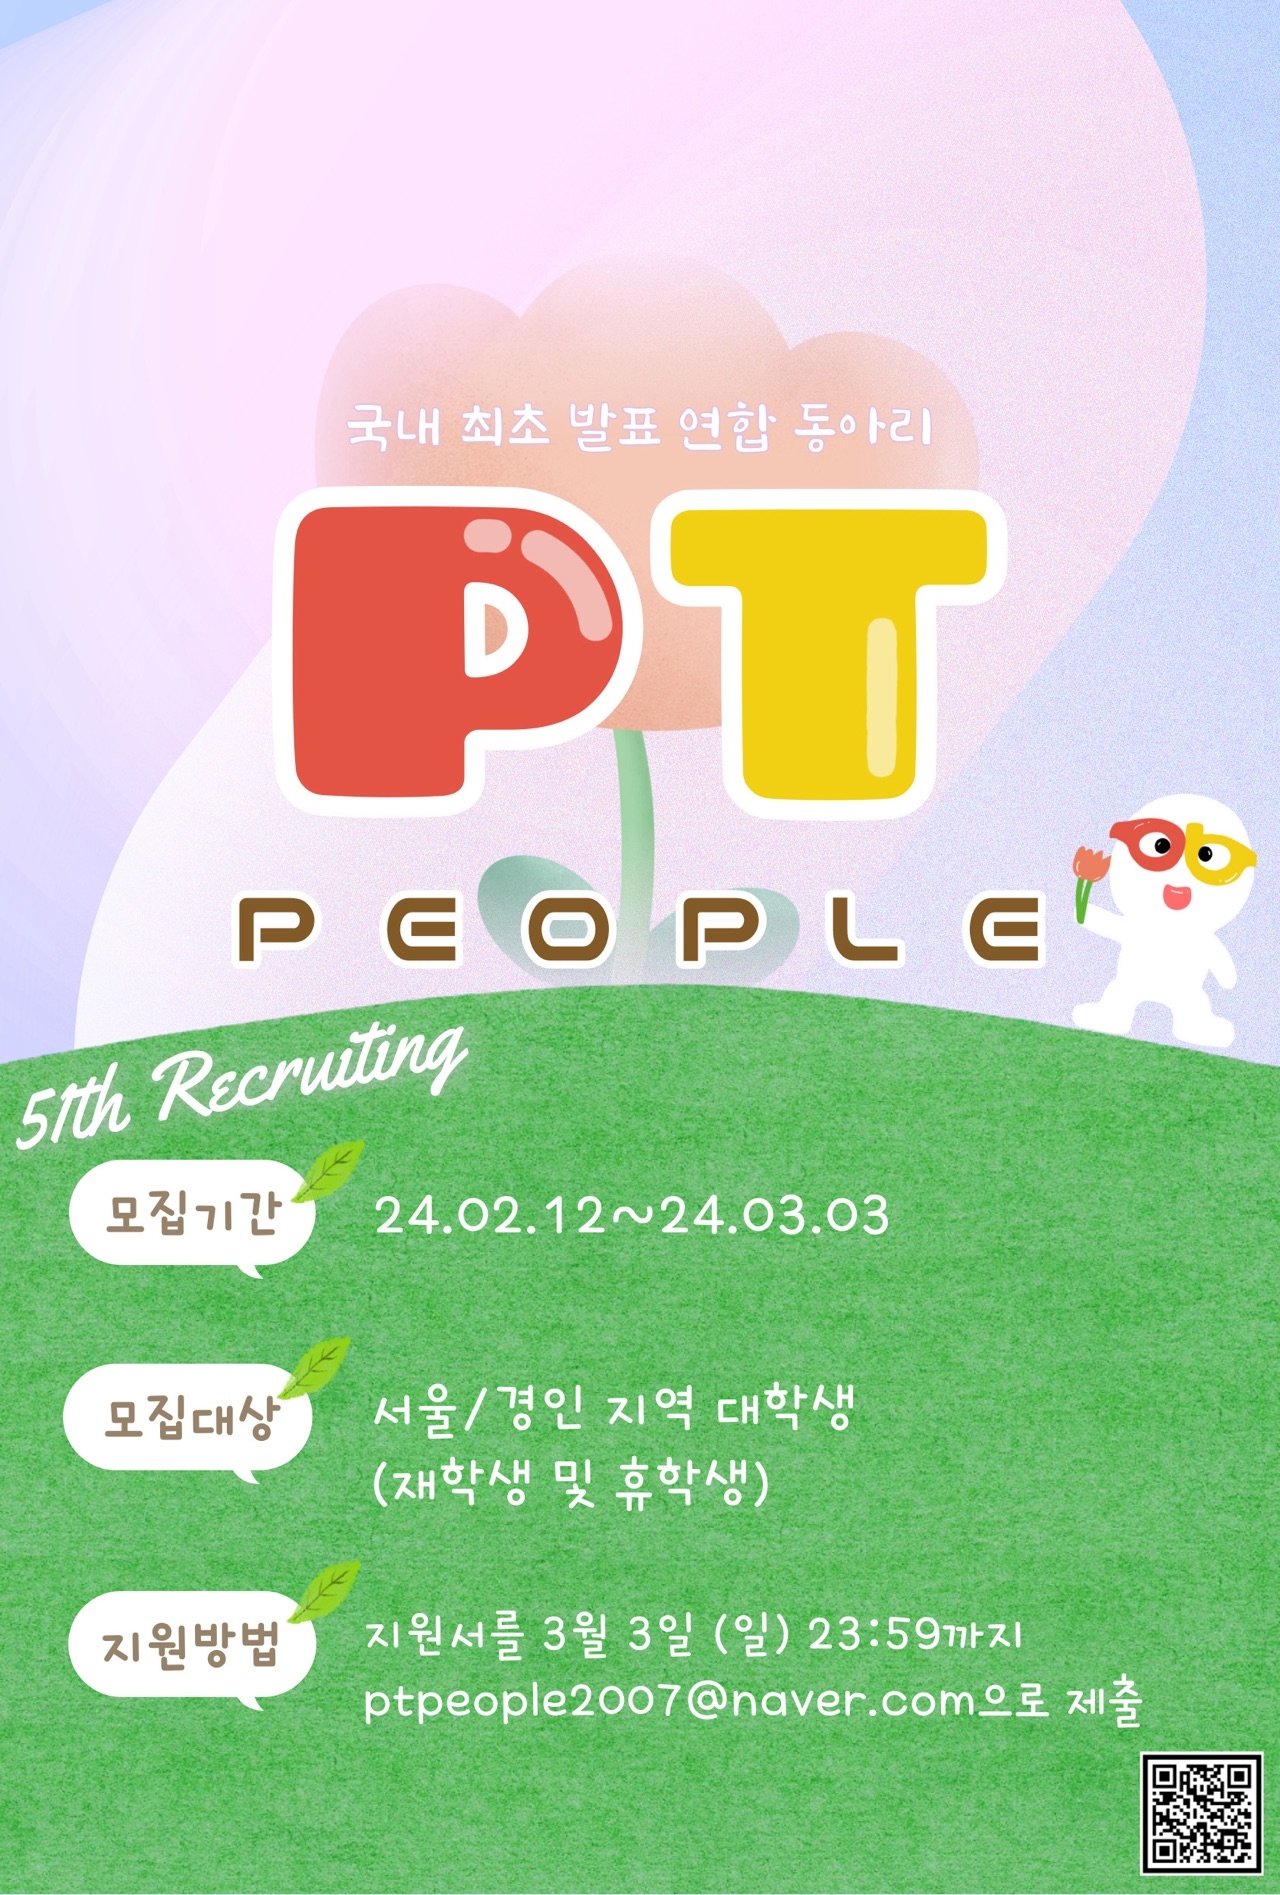 국내 최초 발표 연합 동아리
PT
PEOPLE
51th Recruiting
모집기간
24.02.12~24.03.03
모집대상
서울/경인 지역 대학생
(재학생 및 휴학생)
지원방법
지원서를 3월 3일 (일) 23:59까지
ptpeople2007@naver.com으로 제출